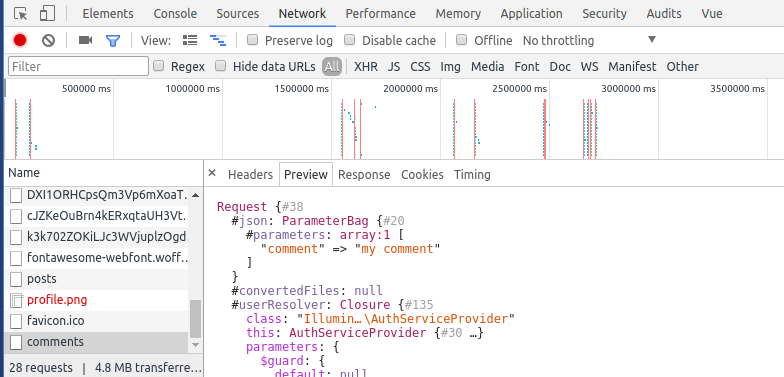 Elements Console Sources Network Performance Memory Application Security Audits Vue
View: Preserve log Disable cache Offline No throttling
Filter Regex Hide data URLs All XHR JS CSS Img Media Font Doc WS Manifest Other
500000 ms 1000000 ms 1500000 ms 2000000 ms 2500000 ms 3000000 ms 3500000 ms
Name
DXI1ORHCpsQm3Vp6mXoaT...
cJZKeOuBrn4kERxqtaUH3Vt...
k3k702ZOKiLJc3WVjuplzOgd...
fontawesome-webfont.woff...
posts
profile.png
favicon.ico
comments
28 requests | 4.8 MB transferre...
× Headers Preview Response Cookies Timing
Request {#38
#json: ParameterBag {#20
#parameters: array:1 [
"comment" => "my comment"
]
}
#convertedFiles: null
#userResolver: Closure {#135
class: "Illumin…\AuthServiceProvider"
this: AuthServiceProvider {#30 …}
parameters: {
$guard: {
default: null